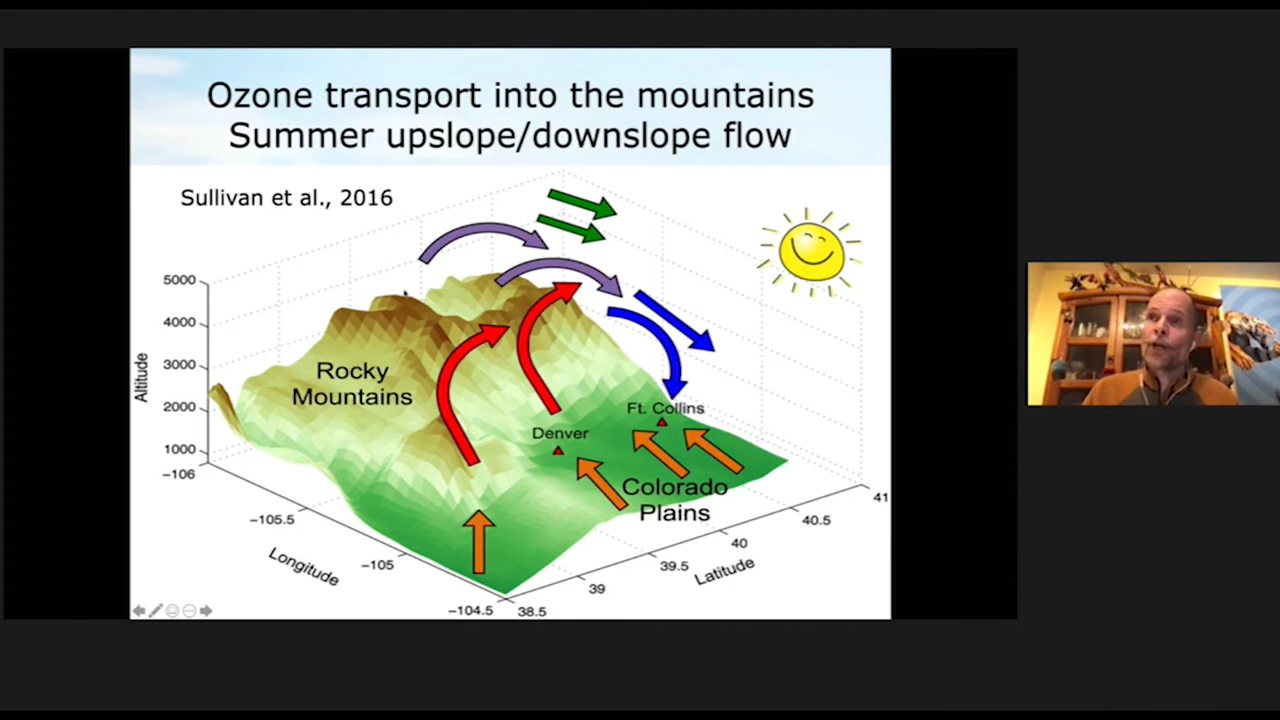 Ozone transport into the mountains
Summer upslope/downslope flow
Sullivan et al., 2016
5000
4000
3000
2000
1000
Altitude
Rocky
Mountains
Denver
Ft. Collins
Colorado
Plains
−106
−105.5
−105
−104.5
Longitude
38.5
39
39.5
40
40.5
41
Latitude